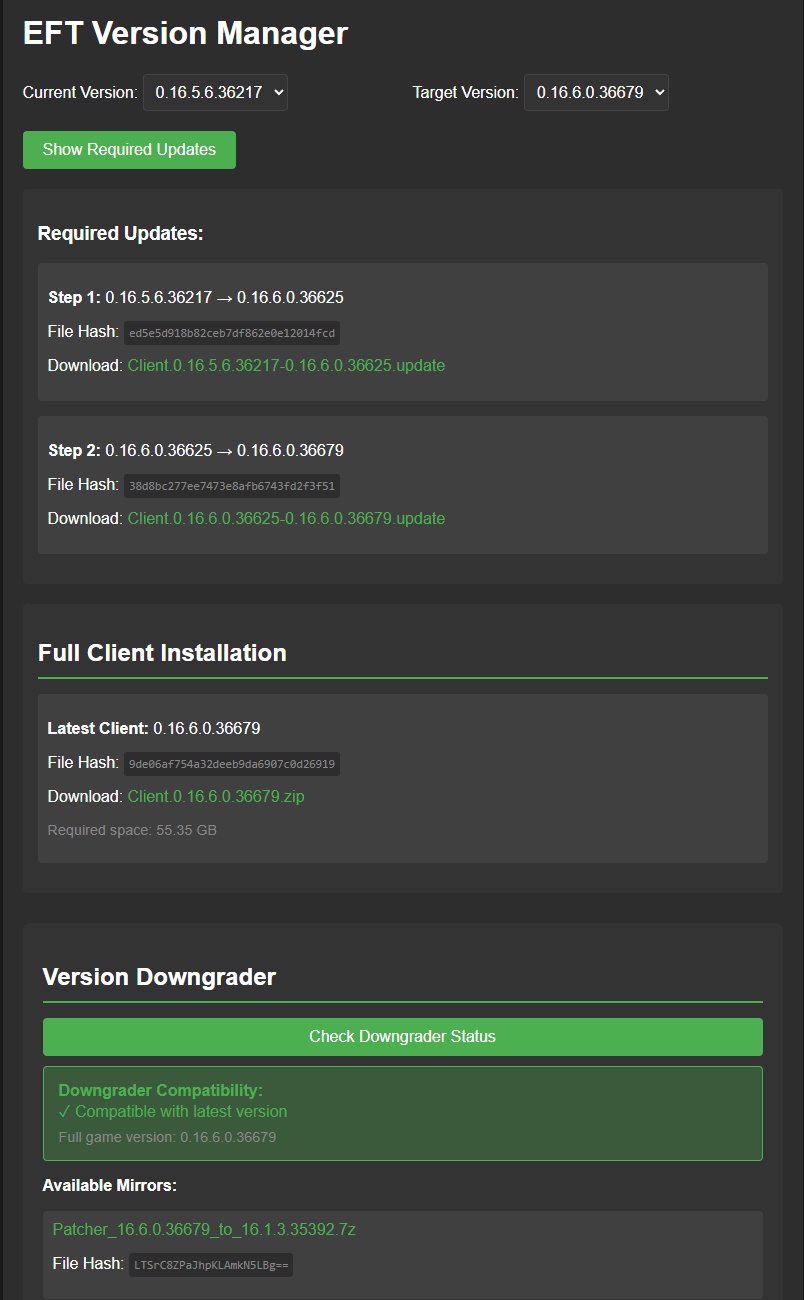 EFT Version Manager
Current Version: 0.16.5.6.36217 Target Version: 0.16.6.0.36679
Show Required Updates
Required Updates:
Step 1: 0.16.5.6.36217 → 0.16.6.0.36625
File Hash: ed5e5d918b82ceb7df862e0e12014fcd
Download: Client.0.16.5.6.36217-0.16.6.0.36625.update
Step 2: 0.16.6.0.36625 → 0.16.6.0.36679
File Hash: 38d8bc277ee7473e8afb6743fd2f3f51
Download: Client.0.16.6.0.36625-0.16.6.0.36679.update
Full Client Installation
Latest Client: 0.16.6.0.36679
File Hash: 9de06af754a32deeb9da6907c0d26919
Download: Client.0.16.6.0.36679.zip
Required space: 55.35 GB
Version Downgrader
Check Downgrader Status
Downgrader Compatibility:
✓ Compatible with latest version
Full game version: 0.16.6.0.36679
Available Mirrors:
Patcher_16.6.0.36679_to_16.1.3.35392.7z
File Hash: LTSrC8ZPaJhpKLAmkN5LBg==